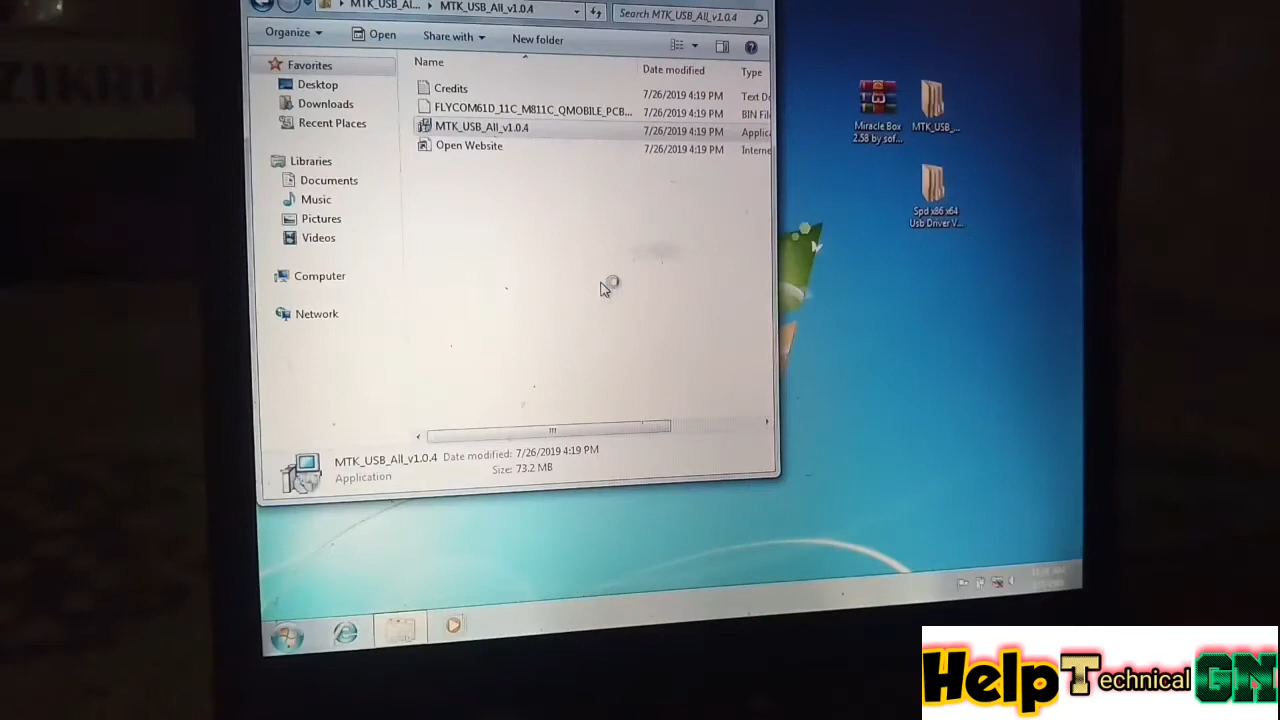 MTK_USB_Al... MTK_USB_All_v1.0.4 Search MTK_USB_All_v1.0.4
Organize Open Share with New folder
Favorites
Desktop
Downloads
Recent Places
Libraries
Documents
Music
Pictures
Videos
Computer
Network
Name Date modified Type
Credits 7/26/2019 4:19 PM Text D
FLYCOM61D_11C_M811C_QMOBILE_PCB... 7/26/2019 4:19 PM BIN Fil
MTK_USB_All_v1.0.4 7/26/2019 4:19 PM Applic
Open Website 7/26/2019 4:19 PM Interne
MTK_USB_All_v1.0.4 Date modified: 7/26/2019 4:19 PM
Application Size: 73.2 MB
Miracle Box
2.58 by sof...
MTK_USB_...
Spd x86 x64
Usb Driver V...
Help Technical GN